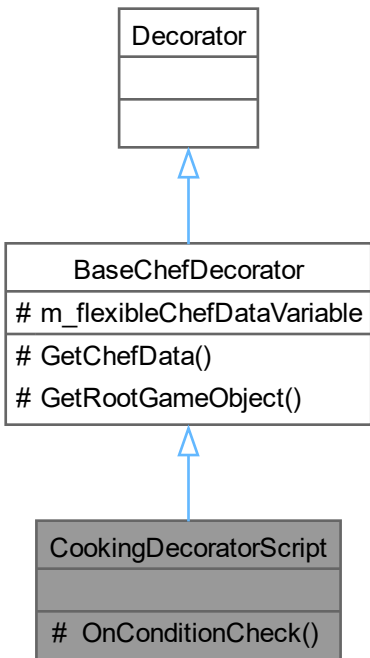 Decorator
BaseChefDecorator
# m_flexibleChefDataVariable
# GetChefData()
# GetRootGameObject()
CookingDecoratorScript
# OnConditionCheck()